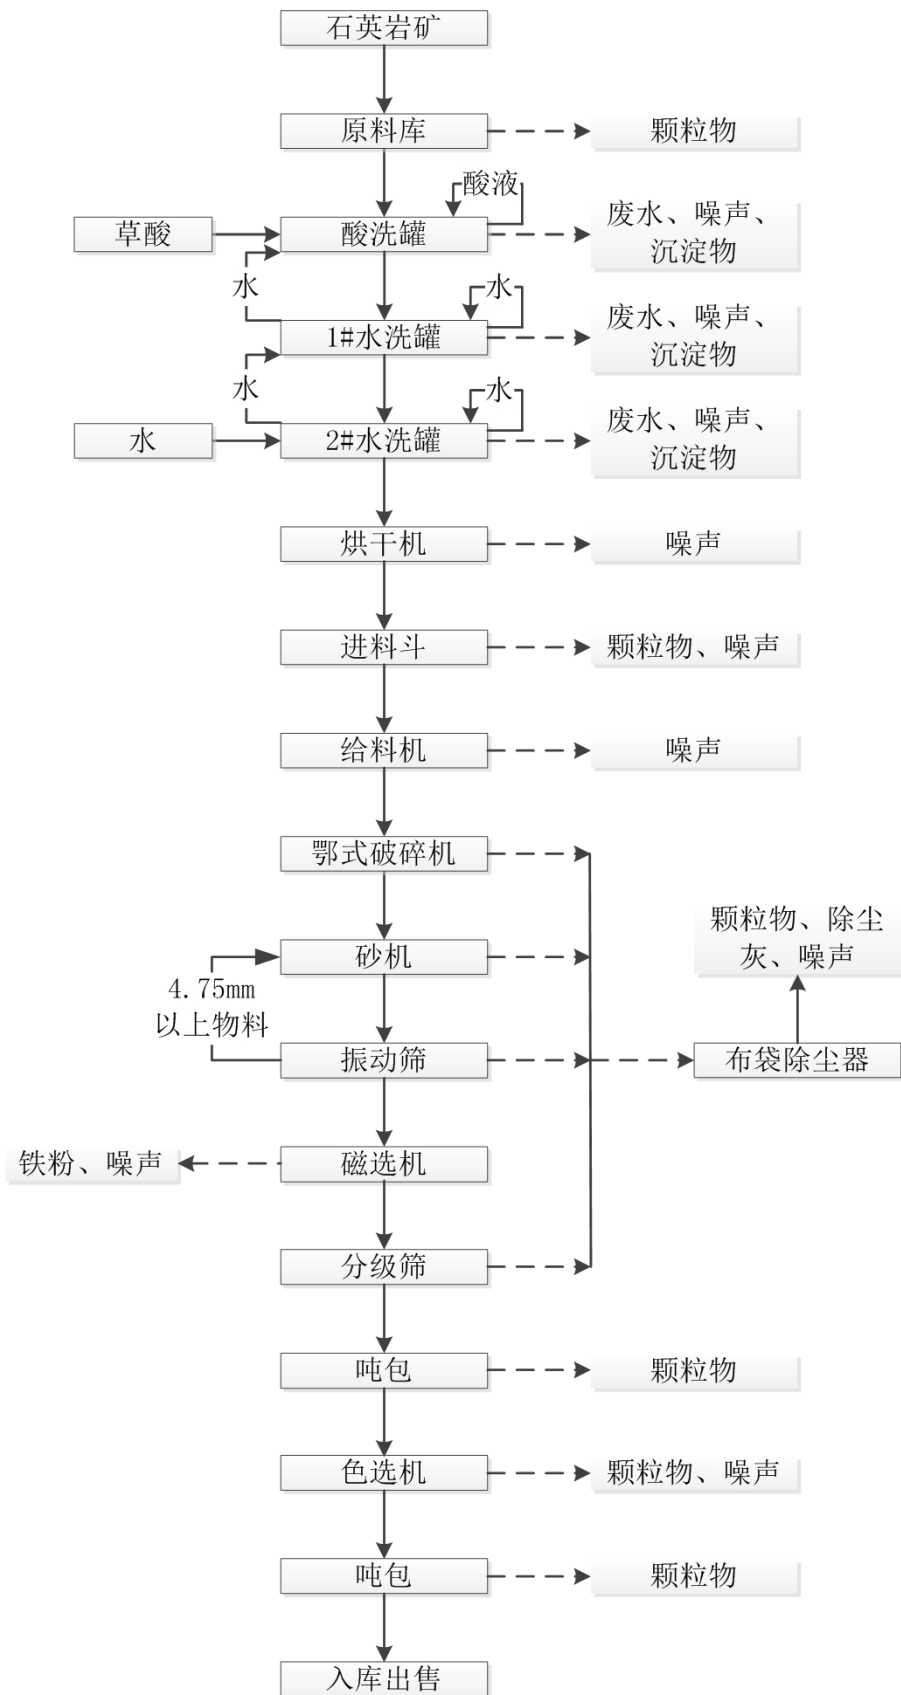 石英岩矿
原料库
颗粒物
酸液
草酸
酸洗罐
废水、噪声、
沉淀物
水
水
1#水洗罐
废水、噪声、
沉淀物
水
水
水
2#水洗罐
废水、噪声、
沉淀物
烘干机
噪声
进料斗
颗粒物、噪声
给料机
噪声
鄂式破碎机
颗粒物、除尘
灰、噪声
砂机
4.75mm
以上物料
振动筛
布袋除尘器
铁粉、噪声
磁选机
分级筛
吨包
颗粒物
色选机
颗粒物、噪声
吨包
颗粒物
入库出售